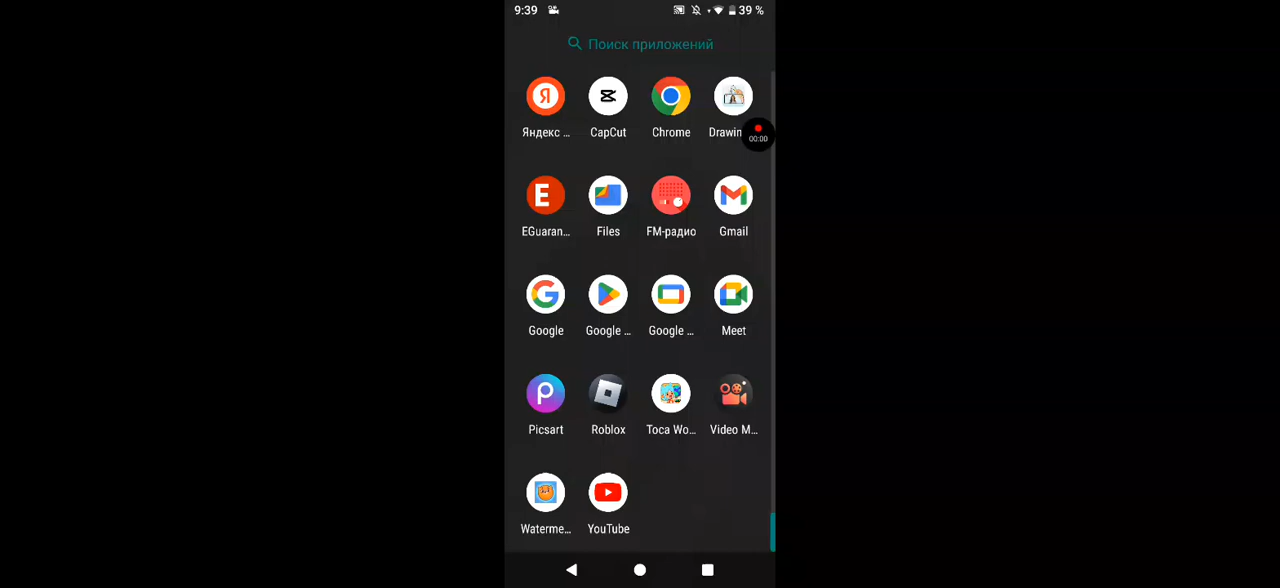 9:39
39 %
Поиск приложений
Яндекс ...
CapCut
Chrome
Drawin
00:00
EGuaran...
Files
FM-радио
Gmail
Google
Google ...
Google ...
Meet
Picsart
Roblox
Toca Wo...
Video M...
Waterme...
YouTube